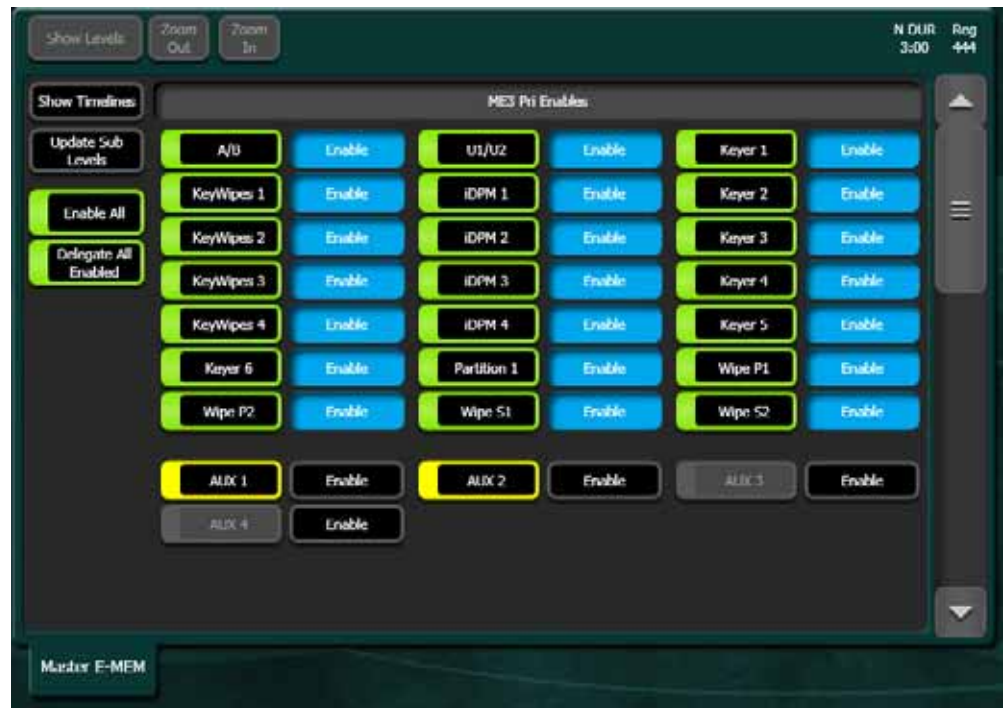 Show Levels Zoom Out Zoom In N DUR 3:00 Reg 444
Show Timelines ME3 Pri Enables
Update Sub Levels A/B Enable U1/U2 Enable Keyer 1 Enable
Enable All KeyWipes 1 Enable iDPM 1 Enable Keyer 2 Enable
Delegate All Enabled KeyWipes 2 Enable iDPM 2 Enable Keyer 3 Enable
KeyWipes 3 Enable iDPM 3 Enable Keyer 4 Enable
KeyWipes 4 Enable iDPM 4 Enable Keyer 5 Enable
Keyer 6 Enable Partition 1 Enable Wipe P1 Enable
Wipe P2 Enable Wipe S1 Enable Wipe S2 Enable
AUX 1 Enable AUX 2 Enable AUX 3 Enable
AUX 4 Enable
Master E-MEM